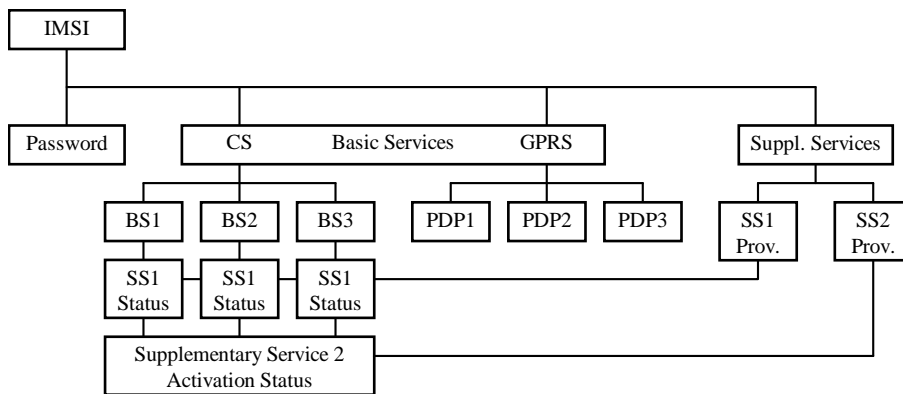 IMSI
Password
CS Basic Services GPRS
Suppl. Services
BS1 BS2 BS3 PDP1 PDP2 PDP3
SS1 Prov.
SS2 Prov.
SS1 Status
SS1 Status
SS1 Status
Supplementary Service 2
Activation Status